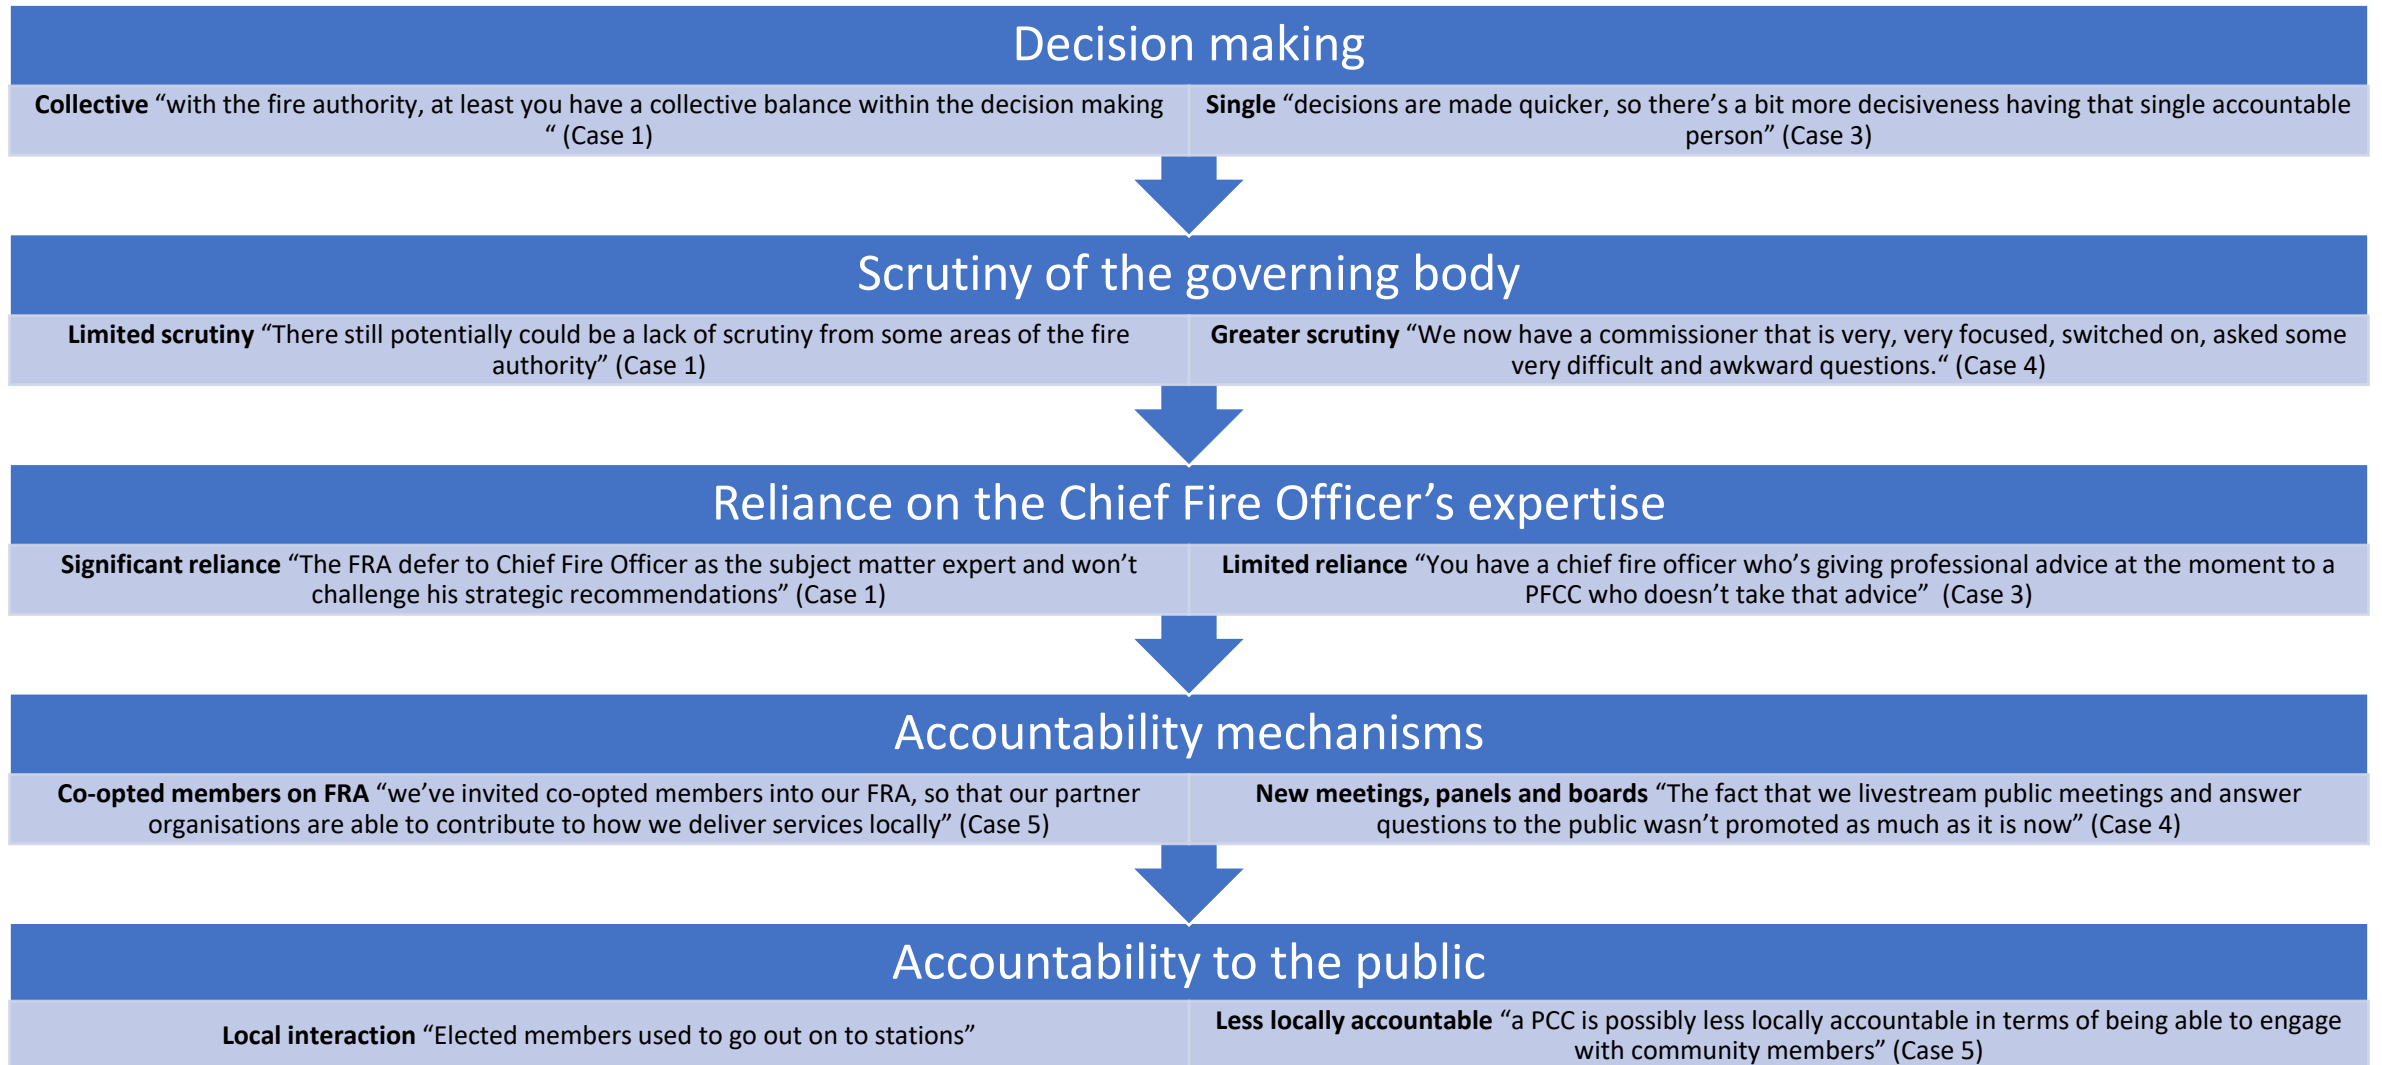 Decision making
Collective “with the fire authority, at least you have a collective balance within the decision making
“ (Case 1)
Single “decisions are made quicker, so there’s a bit more decisiveness having that single accountable
person” (Case 3)
Scrutiny of the governing body
Limited scrutiny “There still potentially could be a lack of scrutiny from some areas of the fire
authority” (Case 1)
Greater scrutiny “We now have a commissioner that is very, very focused, switched on, asked some
very difficult and awkward questions.“ (Case 4)
Reliance on the Chief Fire Officer’s expertise
Significant reliance “The FRA defer to Chief Fire Officer as the subject matter expert and won’t
challenge his strategic recommendations” (Case 1)
Limited reliance “You have a chief fire officer who’s giving professional advice at the moment to a
PFCC who doesn’t take that advice” (Case 3)
Accountability mechanisms
Co-opted members on FRA “we’ve invited co-opted members into our FRA, so that our partner
organisations are able to contribute to how we deliver services locally” (Case 5)
New meetings, panels and boards “The fact that we livestream public meetings and answer
questions to the public wasn’t promoted as much as it is now” (Case 4)
Accountability to the public
Local interaction “Elected members used to go out on to stations”
Less locally accountable “a PCC is possibly less locally accountable in terms of being able to engage
with community members” (Case 5)